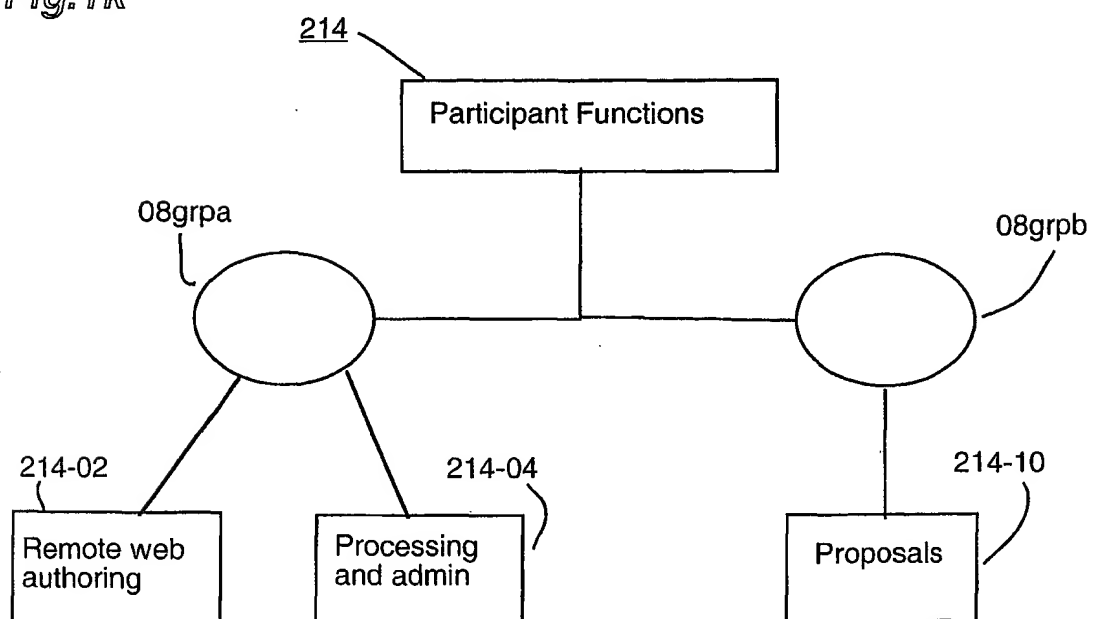 214
Participant Functions
08grpa
08grpb
214-02
214-04
214-10
Remote web
authoring
Processing
and admin
Proposals